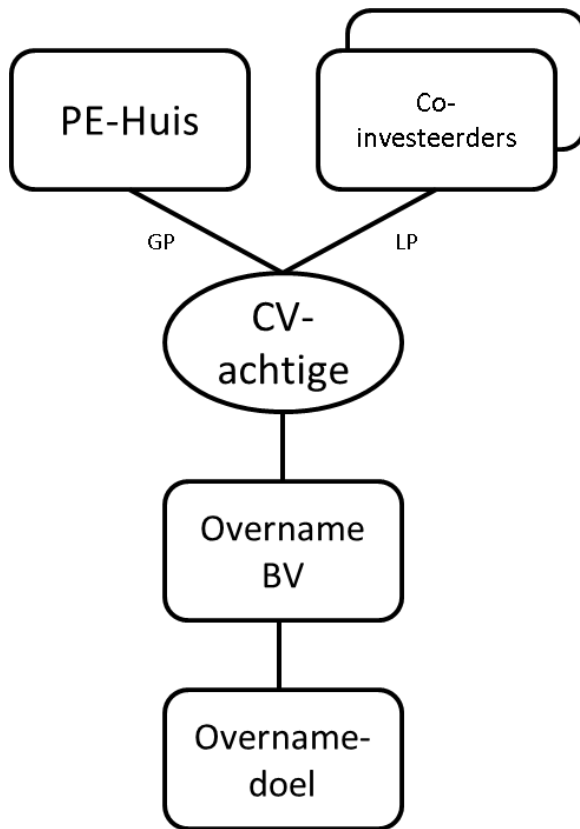 PE-Huis
Co-
investeerders
GP
LP
CV-
achtige
Overname
BV
Overname-
doel